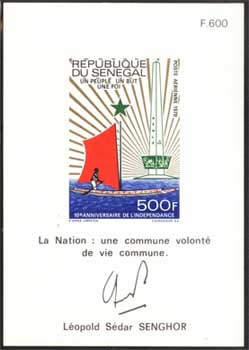 F.600
RÉPUBLIQUE
DU SENEGAL
UN PEUPLE UN BUT
UNE FOI
POSTE AERIENNE 1970
500F
10e ANNIVERSAIRE DE L'INDEPENDANCE
La Nation : une commune volonté
de vie commune.
Léopold Sédar SENGHOR